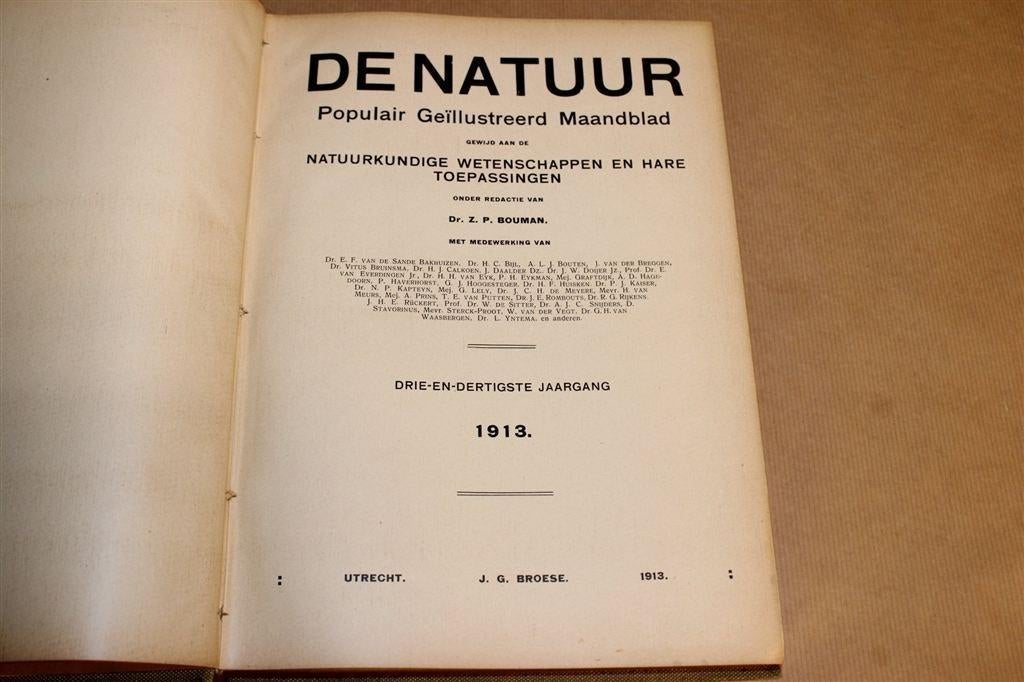 DE NATUUR
Populair Geïllustreerd Maandblad
GEWIJD AAN DE
NATUURKUNDIGE WETENSCHAPPEN EN HARE
TOEPASSINGEN
ONDER REDACTIE VAN
Dr. Z. P. BOUMAN.
MET MEDEWERKING VAN
Dr. E. F. van de Sande Bakhuizen, Dr. H. C. Bijl, A. L. J. Bouten, J. van der Breggen,
Dr. Vitus Bruinsma, Dr. H. J. Calkoen, J. Daalder Dz., Dr. J. W. Doijer Jz., Prof. Dr. E.
van Everdingen Jr., Dr. H. H. van Eyk, P. H. Eykman, Mej. Graftdijk, A. D. Hage-
doorn, P. Haverhorst, G. J. Hoogesteger, Dr. H. F. Huisken, Dr. P. J. Kaiser,
Dr. N. P. Kapteyn, Mej. G. Lely, Dr. J. C. H. de Meyere, Mevr. H. van
Meurs, Mej. A. Prins, T. E. van Putten, Dr. J. E. Rombouts, Dr. R. G. Rijkens,
J. H. E. Rückert, Prof. Dr. W. de Sitter, Dr. A. J. C. Snijders, D.
Stavorinus, Mevr. Sterck-Proot, W. van der Vegt, Dr. G. H. van
Waasbergen, Dr. L. Yntema, en anderen.
DRIE-EN-DERTIGSTE JAARGANG
1913.
: UTRECHT. J. G. BROESE. 1913. :